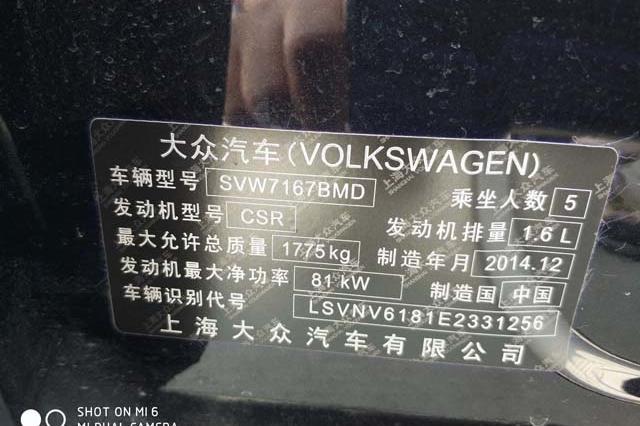 大众汽车(VOLKSWAGEN)
车辆型号 SVW7167BMD 乘坐人数 5
发动机型号 CSR 发动机排量 1.6 L
最大允许总质量 1775kg 制造年月 2014.12
发动机最大净功率 81 kW 制造国 中国
车辆识别代号 LSVNV6181E2331256
上海大众汽车有限公司
SHOT ON MI 6
MI DUAL CAMERA